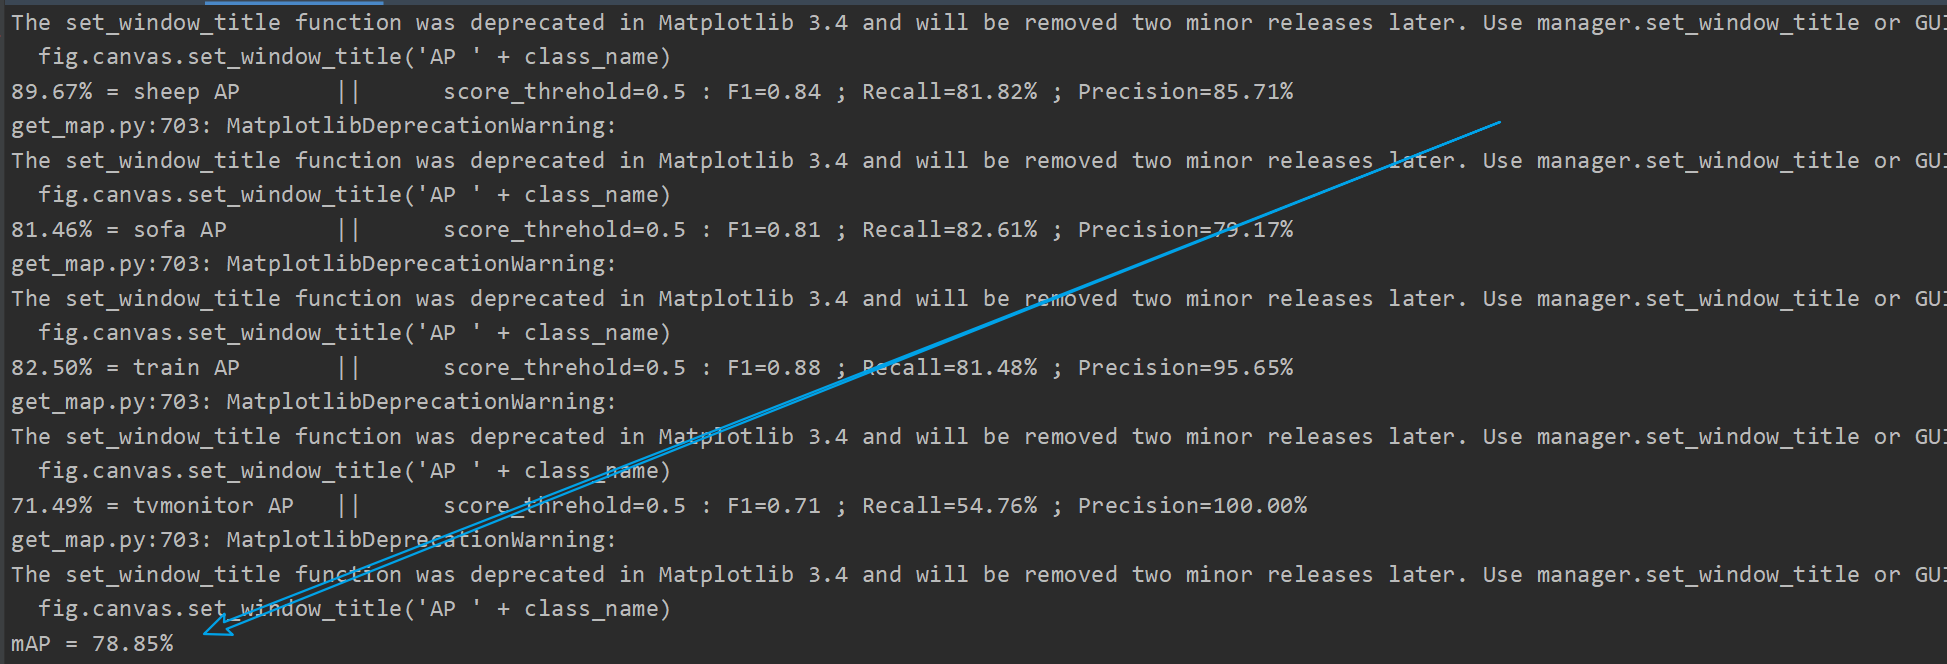 The set_window_title function was deprecated in Matplotlib 3.4 and will be removed two minor releases later. Use manager.set_window_title or GUI
fig.canvas.set_window_title('AP ' + class_name)
89.67% = sheep AP || score_threhold=0.5 : F1=0.84 ; Recall=81.82% ; Precision=85.71%
get_map.py:703: MatplotlibDeprecationWarning:
The set_window_title function was deprecated in Matplotlib 3.4 and will be removed two minor releases later. Use manager.set_window_title or GUI
fig.canvas.set_window_title('AP ' + class_name)
81.46% = sofa AP || score_threhold=0.5 : F1=0.81 ; Recall=82.61% ; Precision=79.17%
get_map.py:703: MatplotlibDeprecationWarning:
The set_window_title function was deprecated in Matplotlib 3.4 and will be removed two minor releases later. Use manager.set_window_title or GUI
fig.canvas.set_window_title('AP ' + class_name)
82.50% = train AP || score_threhold=0.5 : F1=0.88 ; Recall=81.48% ; Precision=95.65%
get_map.py:703: MatplotlibDeprecationWarning:
The set_window_title function was deprecated in Matplotlib 3.4 and will be removed two minor releases later. Use manager.set_window_title or GUI
fig.canvas.set_window_title('AP ' + class_name)
71.49% = tvmonitor AP || score_threhold=0.5 : F1=0.71 ; Recall=54.76% ; Precision=100.00%
get_map.py:703: MatplotlibDeprecationWarning:
The set_window_title function was deprecated in Matplotlib 3.4 and will be removed two minor releases later. Use manager.set_window_title or GUI
fig.canvas.set_window_title('AP ' + class_name)
mAP = 78.85%